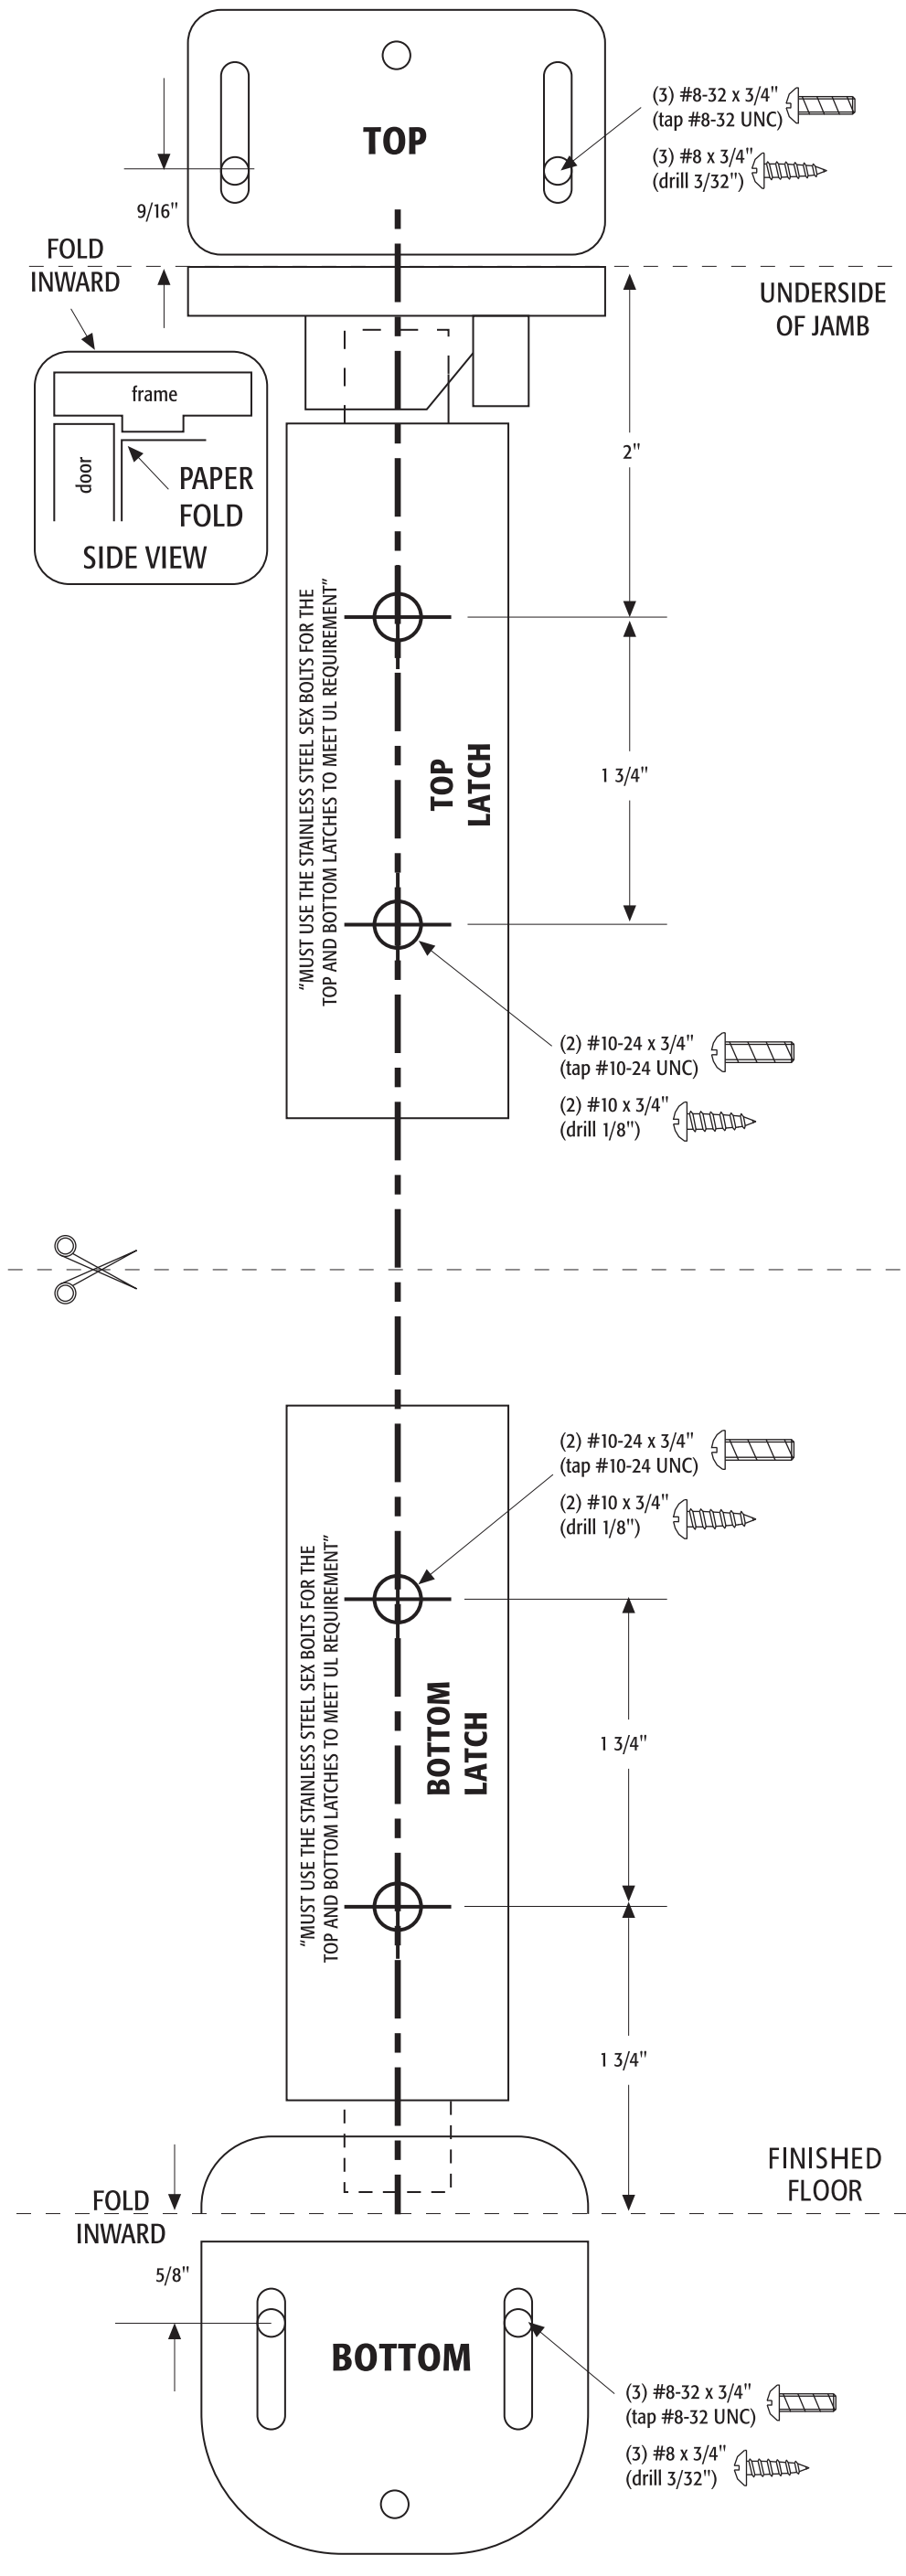 TOP
(3) #8-32 x 3/4"
(tap #8-32 UNC)
(3) #8 x 3/4"
(drill 3/32")
9/16"
FOLD
INWARD
UNDERSIDE
OF JAMB
frame
door
PAPER
FOLD
SIDE VIEW
2"
“MUST USE THE STAINLESS STEEL SEX BOLTS FOR THE
TOP AND BOTTOM LATCHES TO MEET UL REQUIREMENT”
TOP
LATCH
1 3/4"
(2) #10-24 x 3/4"
(tap #10-24 UNC)
(2) #10 x 3/4"
(drill 1/8")
(2) #10-24 x 3/4"
(tap #10-24 UNC)
(2) #10 x 3/4"
(drill 1/8")
“MUST USE THE STAINLESS STEEL SEX BOLTS FOR THE
TOP AND BOTTOM LATCHES TO MEET UL REQUIREMENT”
BOTTOM
LATCH
1 3/4"
1 3/4"
FINISHED
FLOOR
FOLD
INWARD
5/8"
BOTTOM
(3) #8-32 x 3/4"
(tap #8-32 UNC)
(3) #8 x 3/4"
(drill 3/32")